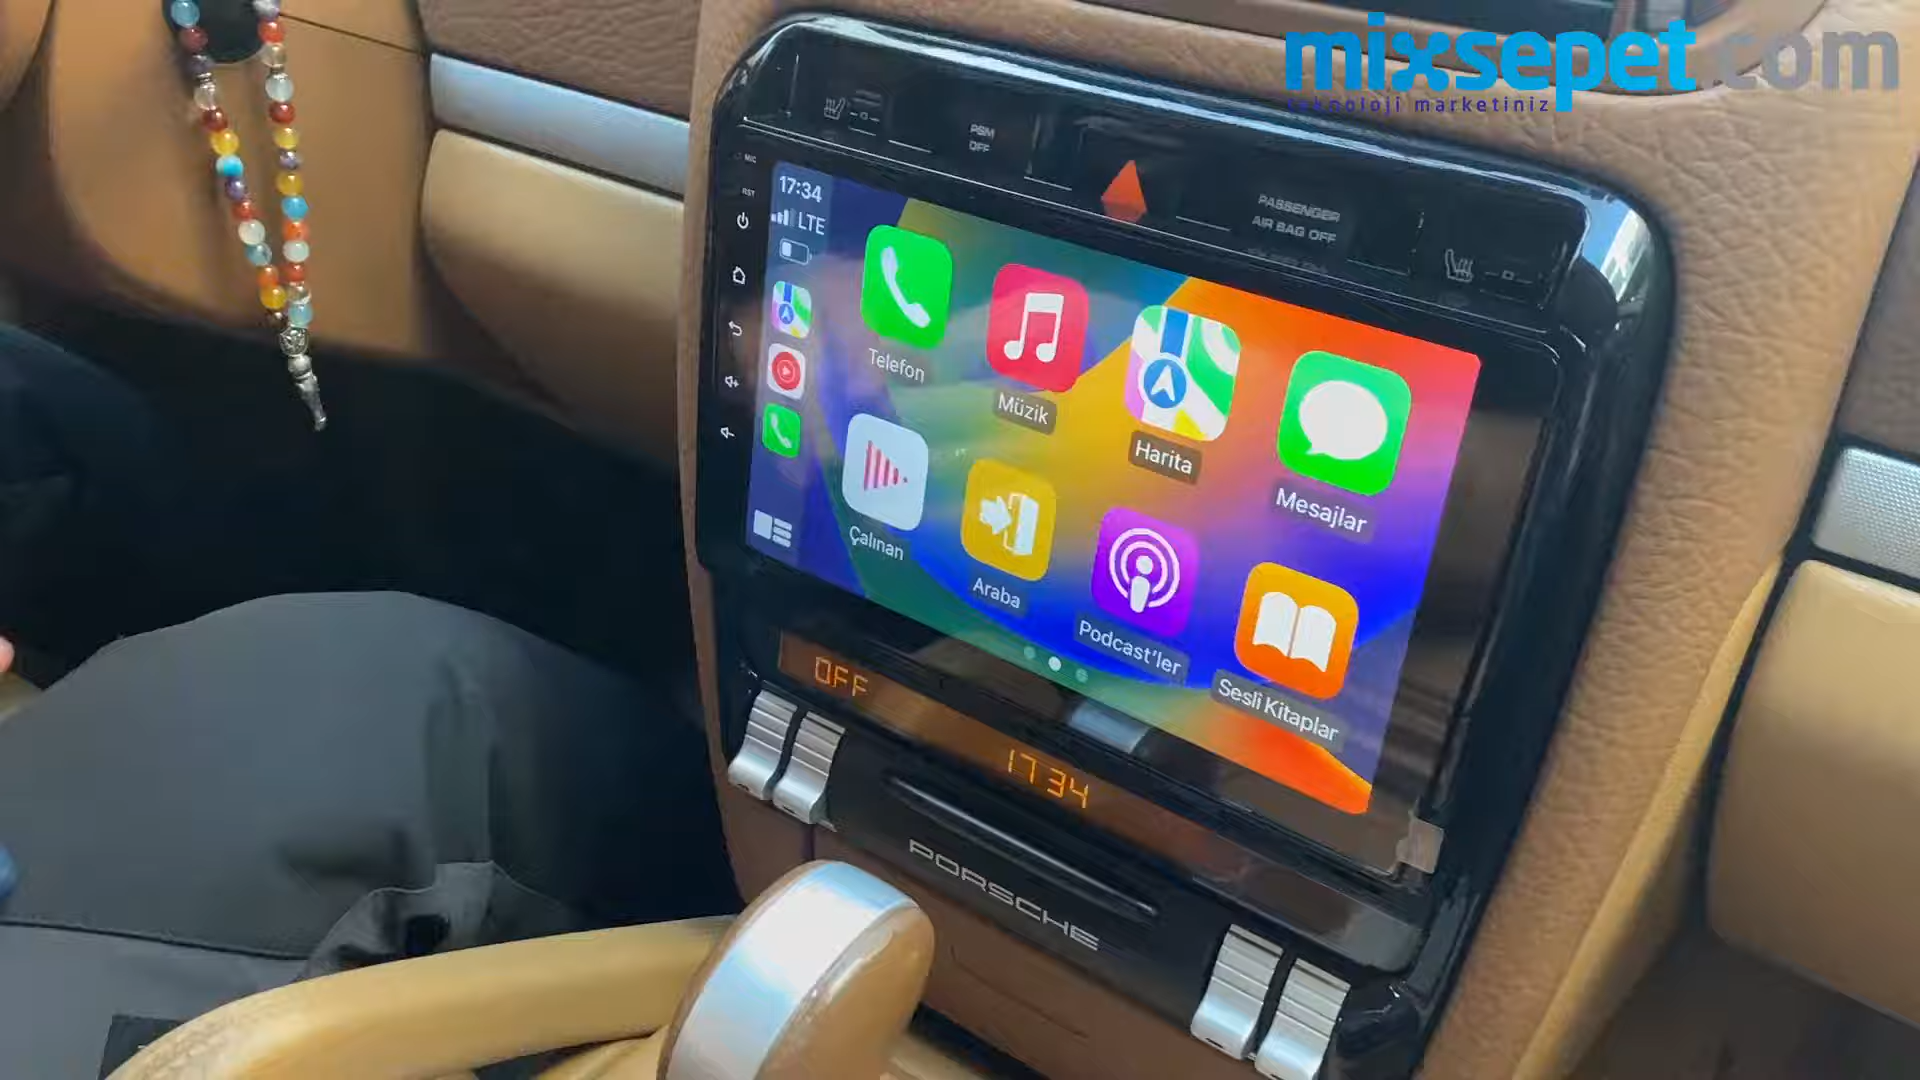 mixsepet.com
teknoloji marketiniz
PSM
OFF
PASSENGER
AIR BAG OFF
MIC
RST
17:34
LTE
Telefon
Müzik
Harita
Mesajlar
Çalınan
Araba
Podcast'ler
Sesli Kitaplar
OFF
17 34
PORSCHE